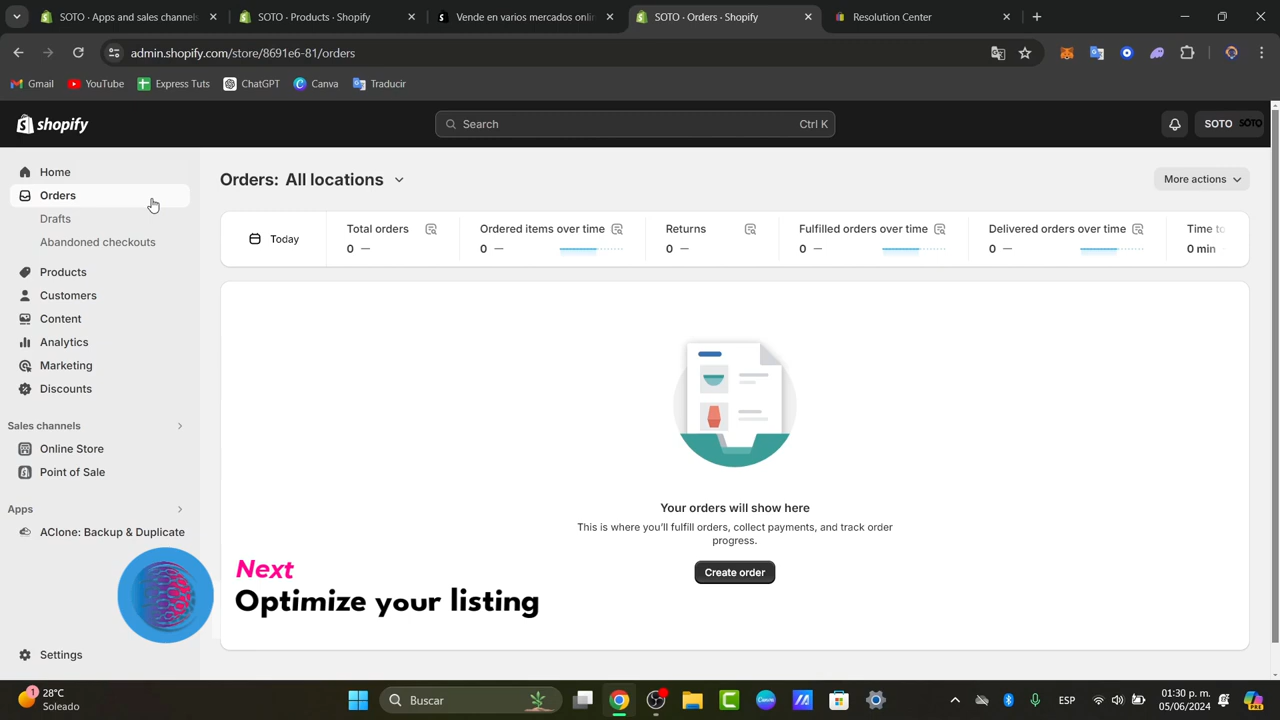 SOTO · Apps and sales channels
SOTO · Products · Shopify
Vende en varios mercados onlin
SOTO · Orders · Shopify
Resolution Center
admin.shopify.com/store/8691e6-81/orders
Gmail
YouTube
Express Tuts
ChatGPT
Canva
Traducir
shopify
Search
Ctrl K
SOTO
SOTO
Home
Orders
Drafts
Abandoned checkouts
Products
Customers
Content
Analytics
Marketing
Discounts
Sales channels
Online Store
Point of Sale
Apps
AClone: Backup & Duplicate
Settings
Orders: All locations
More actions
Today
Total orders
0 —
Ordered items over time
0 —
Returns
0 —
Fulfilled orders over time
0 —
Delivered orders over time
0 —
Time to
0 min
Your orders will show here
This is where you'll fulfill orders, collect payments, and track order
progress.
Create order
Next
Optimize your listing
1
28°C
Soleado
Buscar
ESP
01:30 p. m.
05/06/2024